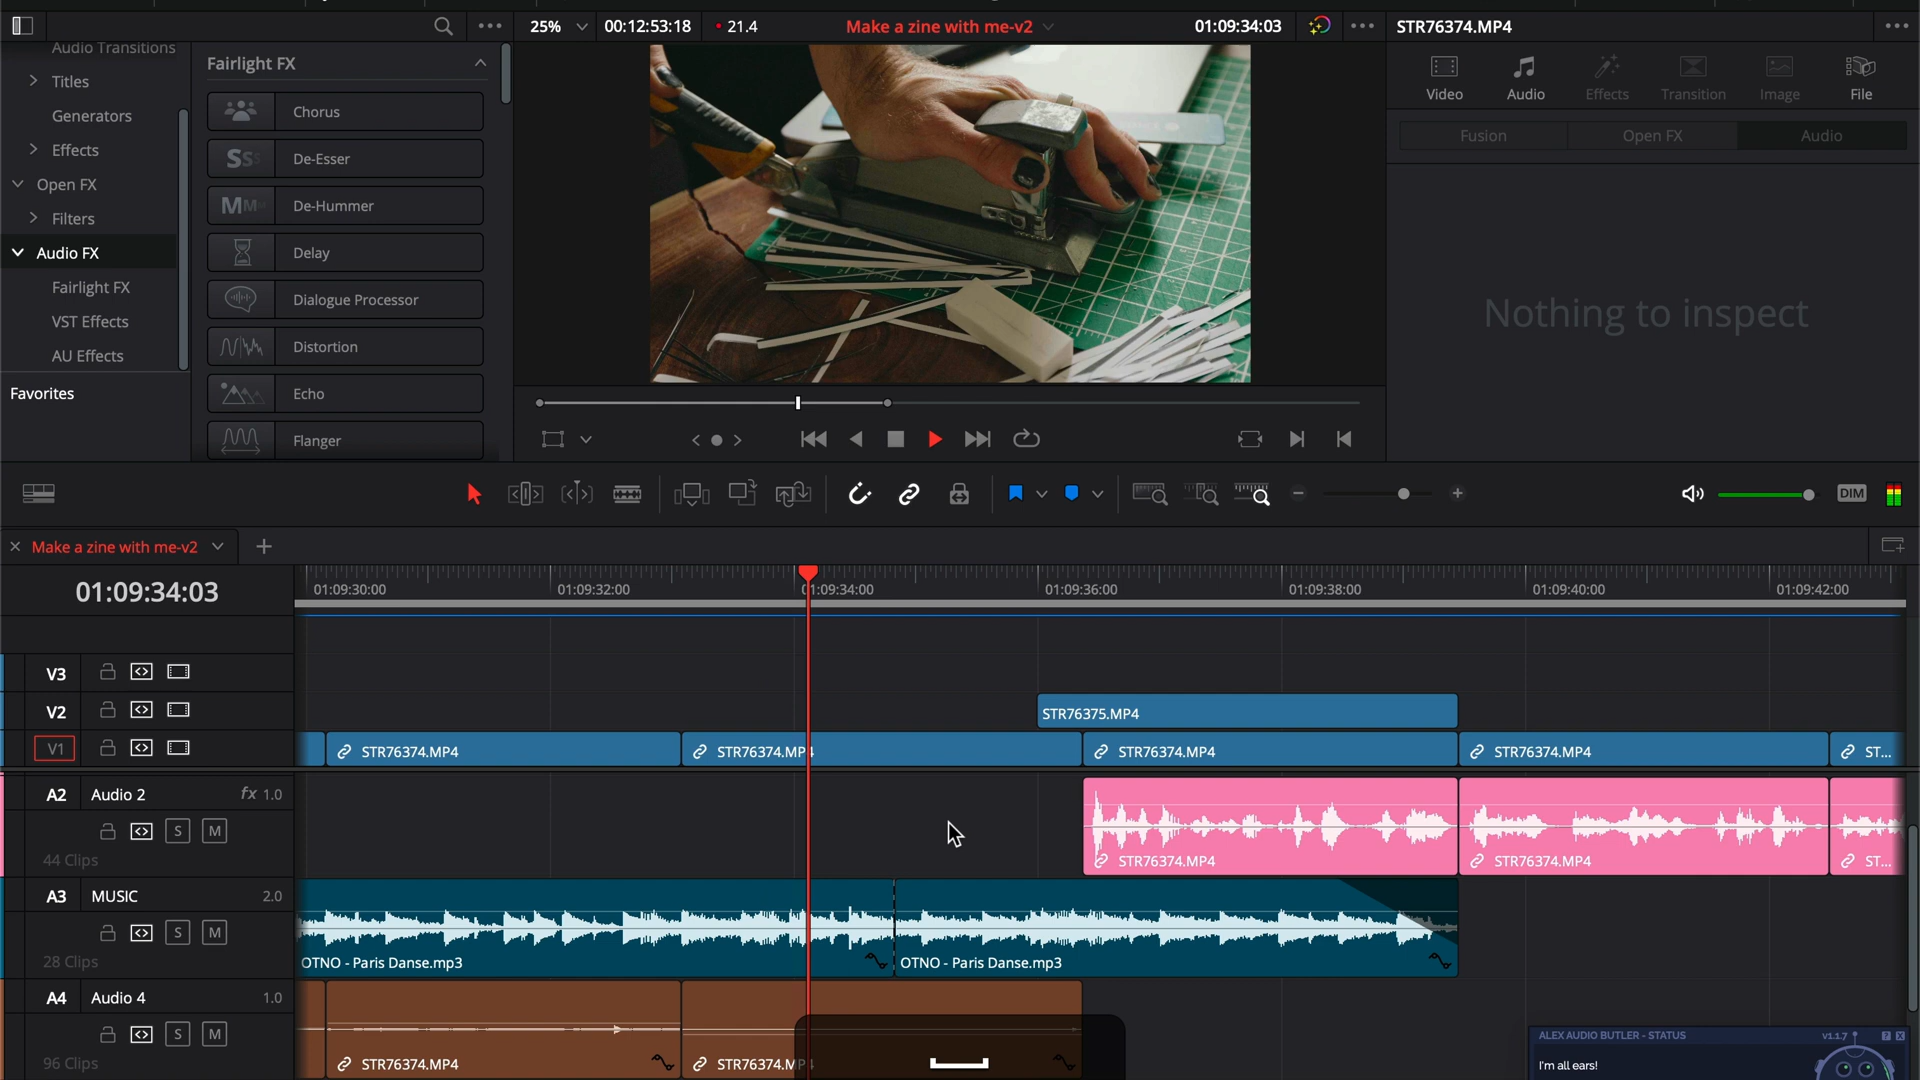 25%
00:12:53:18
21.4
Make a zine with me-v2
01:09:34:03
STR76374.MP4
Audio Transitions
Titles
Generators
Effects
Open FX
Filters
Audio FX
Fairlight FX
VST Effects
AU Effects
Favorites
Fairlight FX
Chorus
De-Esser
De-Hummer
Delay
Dialogue Processor
Distortion
Echo
Flanger
Video
Audio
Effects
Transition
Image
File
Fusion
Open FX
Audio
Nothing to inspect
DIM
Make a zine with me-v2
01:09:34:03
01:09:30:00
01:09:32:00
01:09:34:00
01:09:36:00
01:09:38:00
01:09:40:00
01:09:42:00
V3
V2
STR76375.MP4
V1
STR76374.MP4
STR76374.MP4
STR76374.MP4
STR76374.MP4
ST...
A2 Audio 2 fx 1.0
S M
44 Clips
STR76374.MP4
STR76374.MP4
ST...
A3 MUSIC 2.0
S M
28 Clips
OTNO - Paris Danse.mp3
OTNO - Paris Danse.mp3
A4 Audio 4 1.0
S M
96 Clips
STR76374.MP4
STR76374.MP
ALEX AUDIO BUTLER - STATUS
v1.1.7
? X
I'm all ears!